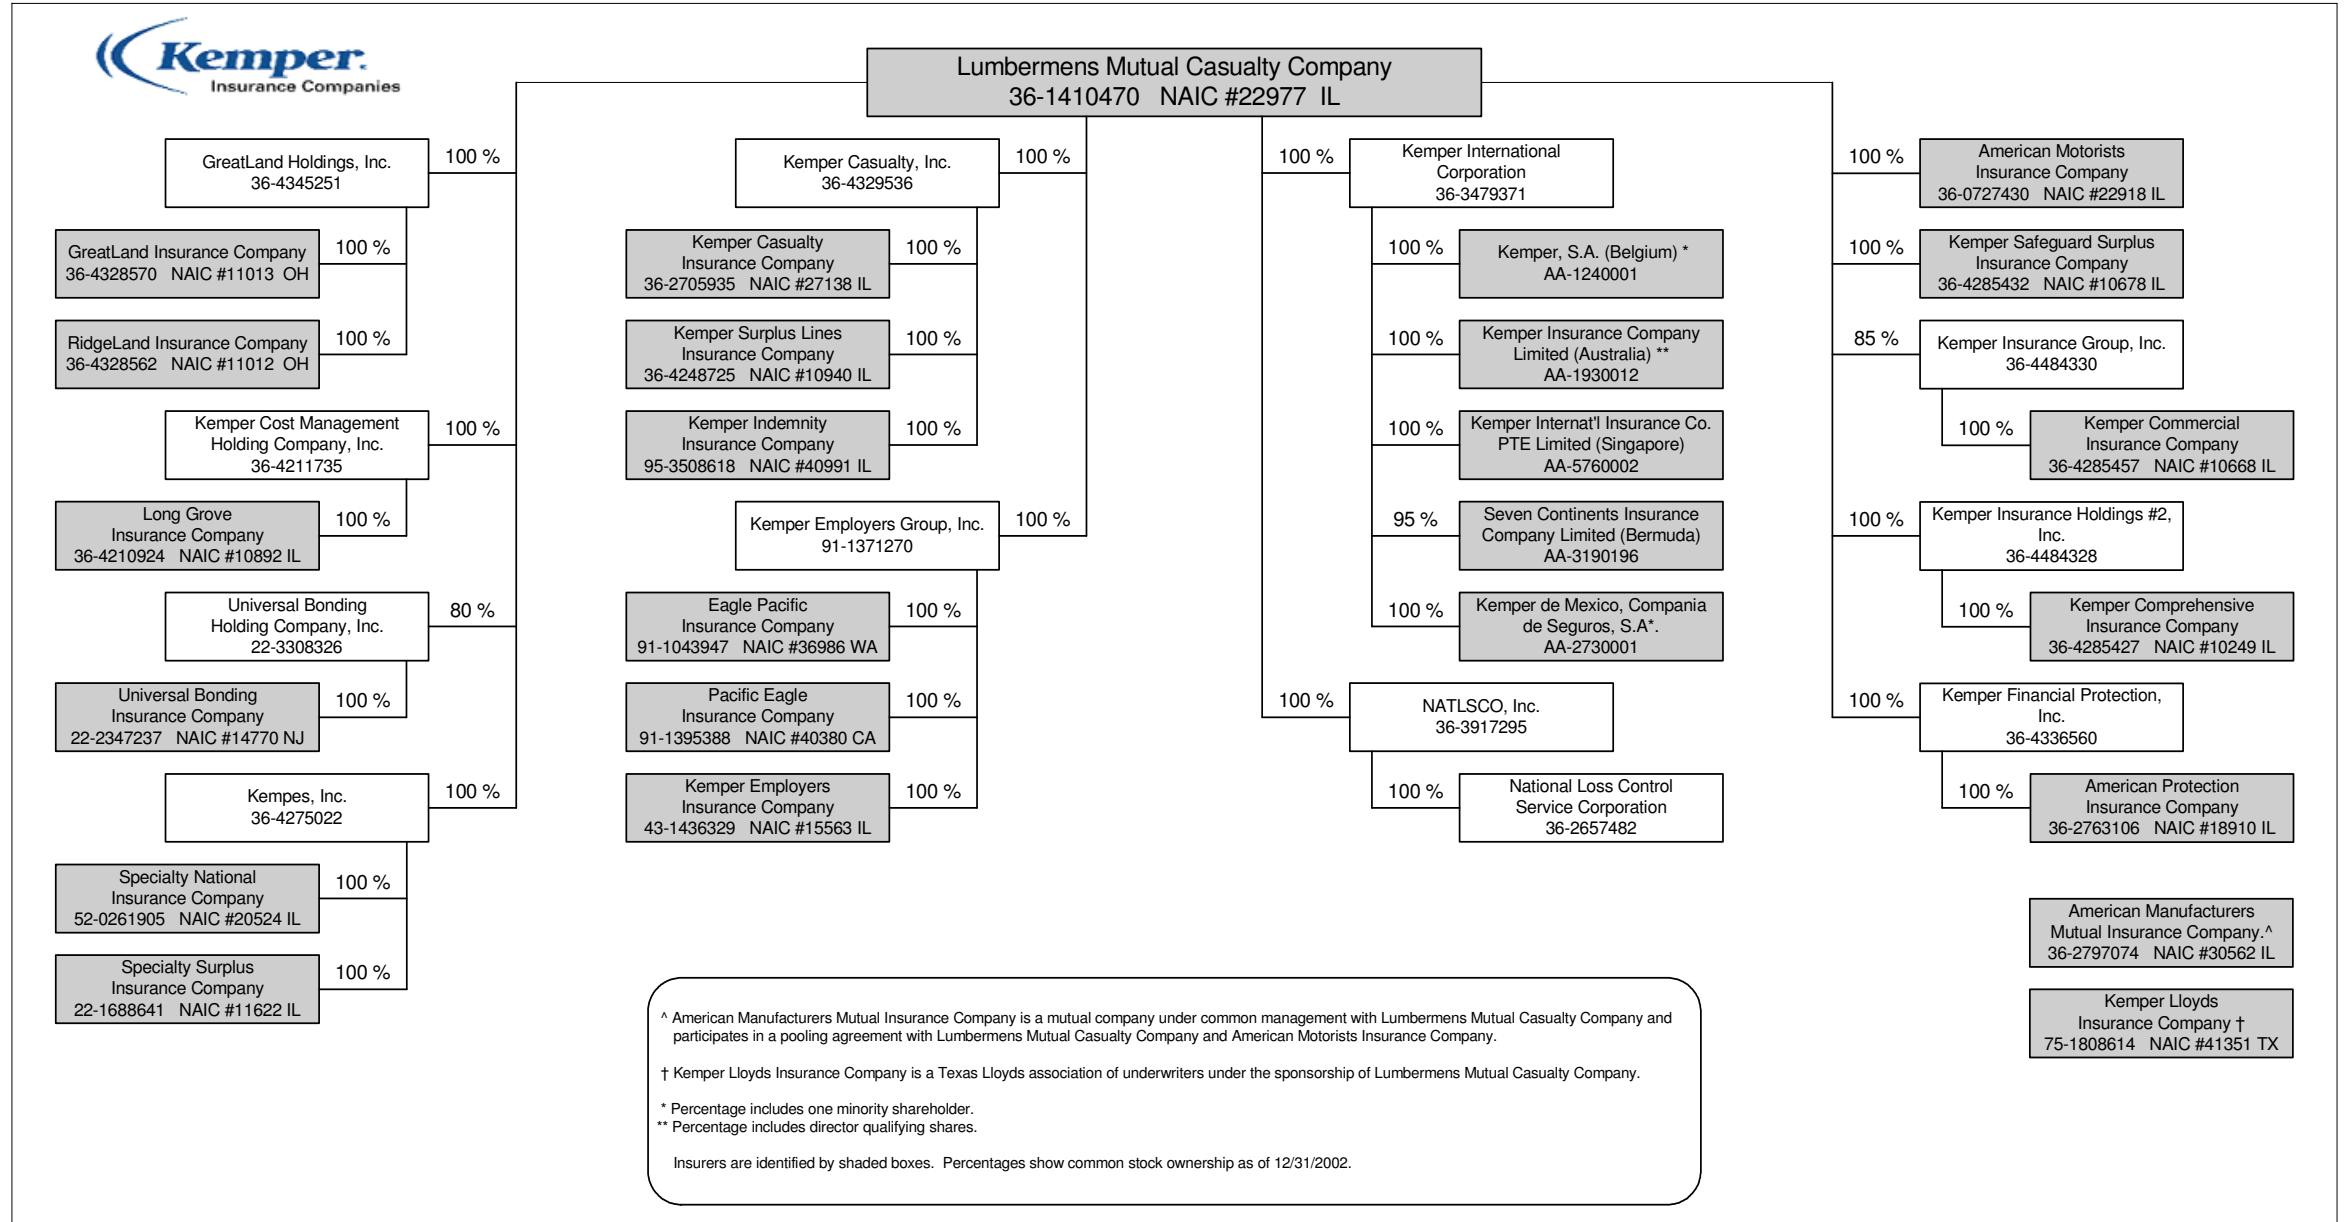 Kemper®
Insurance Companies
Lumbermens Mutual Casualty Company
36-1410470 NAIC #22977 IL
GreatLand Holdings, Inc.
36-4345251
100 %
GreatLand Insurance Company
36-4328570 NAIC #11013 OH
100 %
RidgeLand Insurance Company
36-4328562 NAIC #11012 OH
100 %
Kemper Cost Management
Holding Company, Inc.
36-4211735
100 %
Long Grove
Insurance Company
36-4210924 NAIC #10892 IL
100 %
Universal Bonding
Holding Company, Inc.
22-3308326
80 %
Universal Bonding
Insurance Company
22-2347237 NAIC #14770 NJ
100 %
Kempes, Inc.
36-4275022
100 %
Specialty National
Insurance Company
52-0261905 NAIC #20524 IL
100 %
Specialty Surplus
Insurance Company
22-1688641 NAIC #11622 IL
100 %
Kemper Casualty, Inc.
36-4329536
100 %
Kemper Casualty
Insurance Company
36-2705935 NAIC #27138 IL
100 %
Kemper Surplus Lines
Insurance Company
36-4248725 NAIC #10940 IL
100 %
Kemper Indemnity
Insurance Company
95-3508618 NAIC #40991 IL
100 %
Kemper Employers Group, Inc.
91-1371270
100 %
Eagle Pacific
Insurance Company
91-1043947 NAIC #36986 WA
100 %
Pacific Eagle
Insurance Company
91-1395388 NAIC #40380 CA
100 %
Kemper Employers
Insurance Company
43-1436329 NAIC #15563 IL
100 %
100 %
Kemper International
Corporation
36-3479371
100 %
Kemper, S.A. (Belgium) *
AA-1240001
100 %
Kemper Insurance Company
Limited (Australia) **
AA-1930012
100 %
Kemper Internat'l Insurance Co.
PTE Limited (Singapore)
AA-5760002
95 %
Seven Continents Insurance
Company Limited (Bermuda)
AA-3190196
100 %
Kemper de Mexico, Compania
de Seguros, S.A*.
AA-2730001
100 %
NATLSCO, Inc.
36-3917295
100 %
National Loss Control
Service Corporation
36-2657482
100 %
American Motorists
Insurance Company
36-0727430 NAIC #22918 IL
100 %
Kemper Safeguard Surplus
Insurance Company
36-4285432 NAIC #10678 IL
85 %
Kemper Insurance Group, Inc.
36-4484330
100 %
Kemper Commercial
Insurance Company
36-4285457 NAIC #10668 IL
100 %
Kemper Insurance Holdings #2,
Inc.
36-4484328
100 %
Kemper Comprehensive
Insurance Company
36-4285427 NAIC #10249 IL
100 %
Kemper Financial Protection,
Inc.
36-4336560
100 %
American Protection
Insurance Company
36-2763106 NAIC #18910 IL
American Manufacturers
Mutual Insurance Company.^
36-2797074 NAIC #30562 IL
Kemper Lloyds
Insurance Company †
75-1808614 NAIC #41351 TX
^ American Manufacturers Mutual Insurance Company is a mutual company under common management with Lumbermens Mutual Casualty Company and
participates in a pooling agreement with Lumbermens Mutual Casualty Company and American Motorists Insurance Company.
† Kemper Lloyds Insurance Company is a Texas Lloyds association of underwriters under the sponsorship of Lumbermens Mutual Casualty Company.
* Percentage includes one minority shareholder.
** Percentage includes director qualifying shares.
Insurers are identified by shaded boxes. Percentages show common stock ownership as of 12/31/2002.